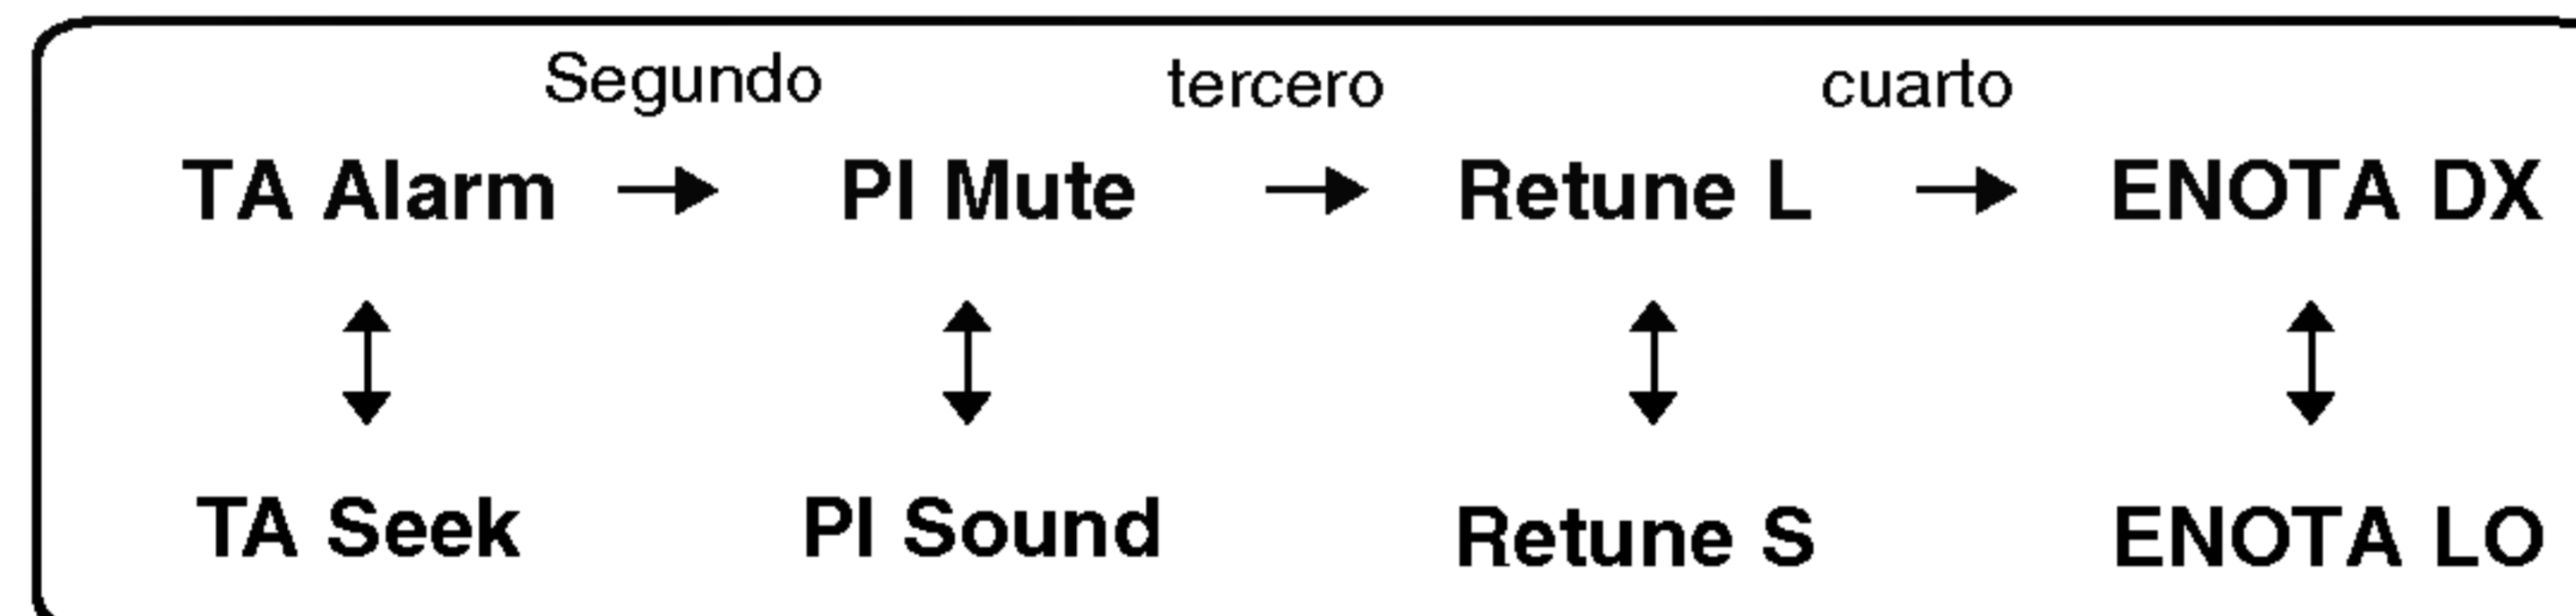 Segundo tercero cuarto
TA Alarm → PI Mute → Retune L → ENOTA DX
TA Seek PI Sound Retune S ENOTA LO